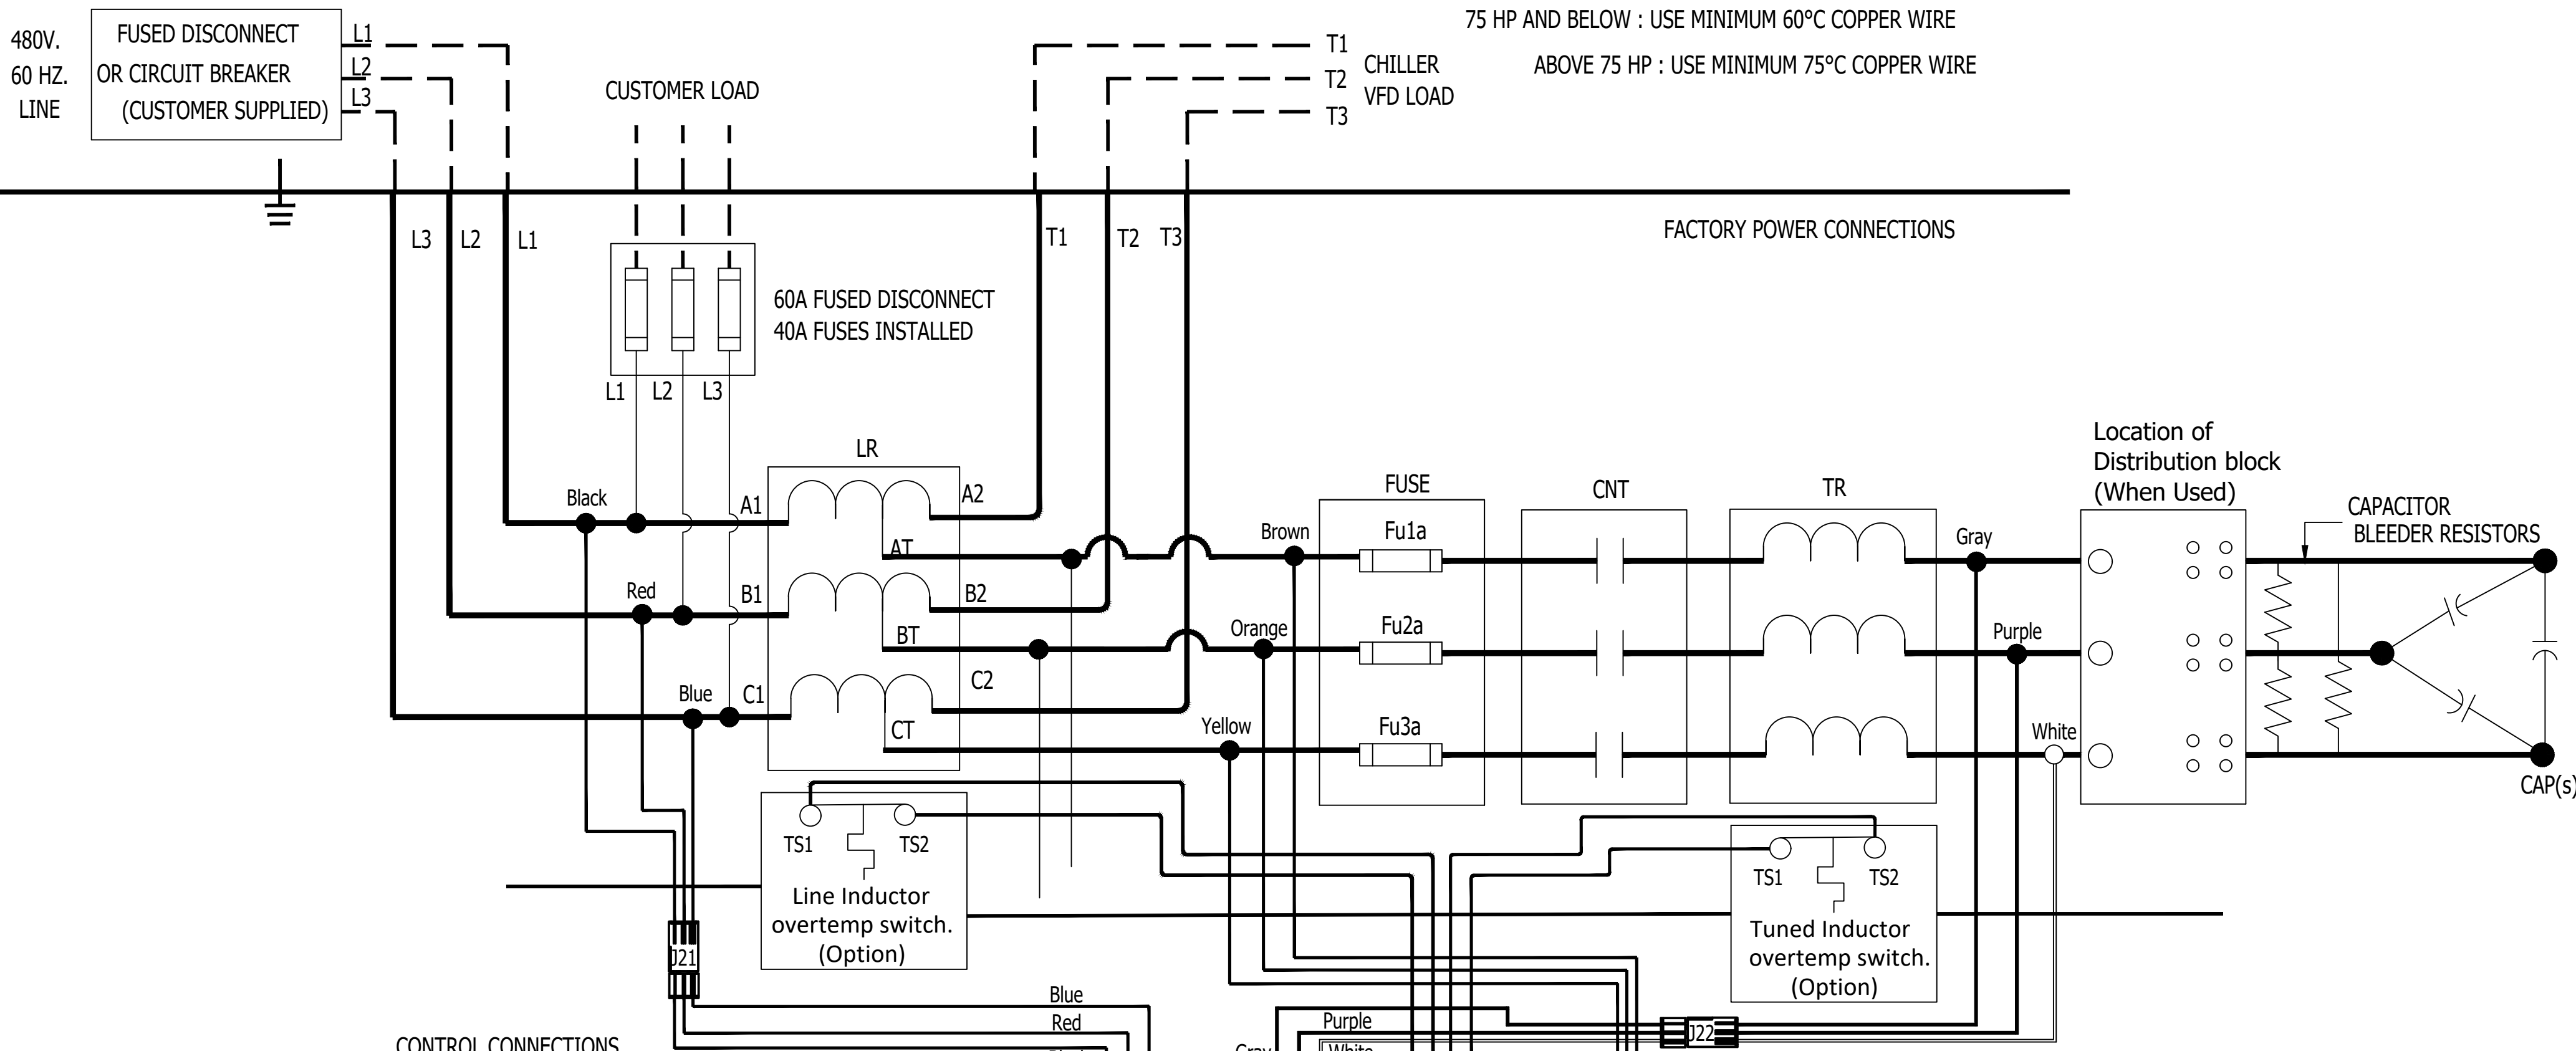 480V.
60 HZ.
LINE
FUSED DISCONNECT
OR CIRCUIT BREAKER
(CUSTOMER SUPPLIED)
L1
L2
L3
CUSTOMER LOAD
T1
T2
T3
CHILLER
VFD LOAD
75 HP AND BELOW : USE MINIMUM 60°C COPPER WIRE
ABOVE 75 HP : USE MINIMUM 75°C COPPER WIRE
L3 L2 L1
T1 T2 T3
FACTORY POWER CONNECTIONS
60A FUSED DISCONNECT
40A FUSES INSTALLED
L1 L2 L3
LR
Black
A1
A2
AT
Red
B1
B2
BT
Blue
C1
C2
CT
Brown
Orange
Yellow
FUSE
Fu1a
Fu2a
Fu3a
CNT
TR
Gray
Purple
White
Location of
Distribution block
(When Used)
CAPACITOR
BLEEDER RESISTORS
CAP(s)
TS1 TS2
Line Inductor
overtemp switch.
(Option)
TS1 TS2
Tuned Inductor
overtemp switch.
(Option)
J21
Blue
Red
J22
Purple
White
Gray
CONTROL CONNECTIONS